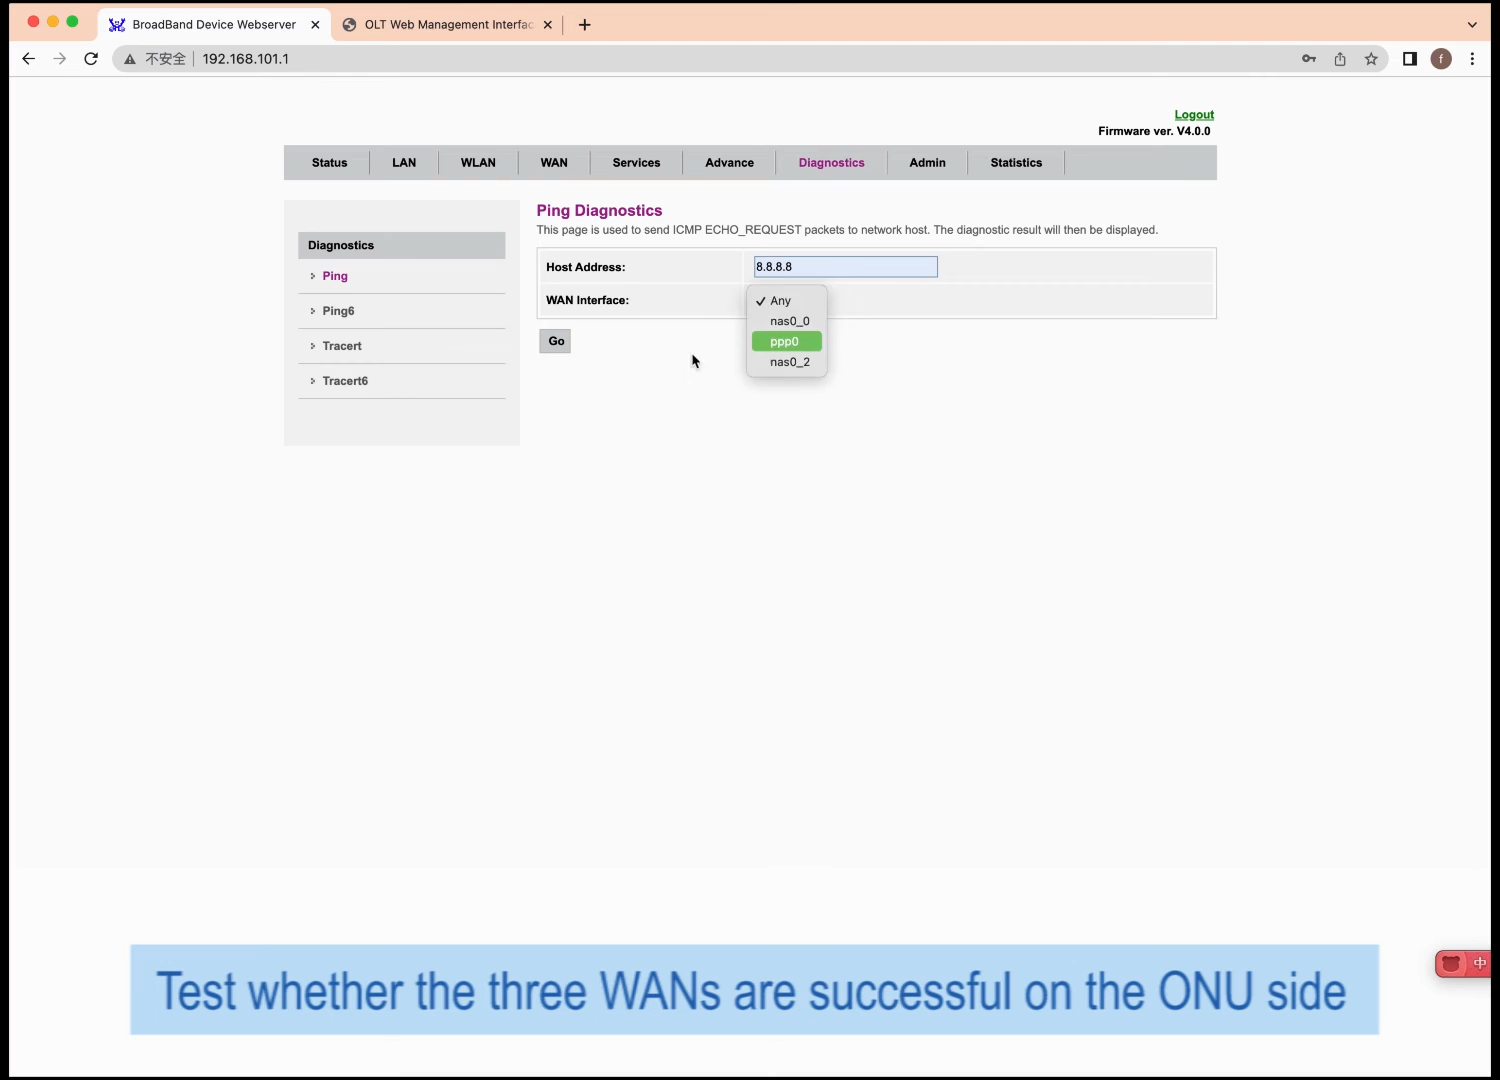 BroadBand Device Webserver
OLT Web Management Interfac
不安全
192.168.101.1
f
Logout
Firmware ver. V4.0.0
Status
LAN
WLAN
WAN
Services
Advance
Diagnostics
Admin
Statistics
Diagnostics
Ping
Ping6
Tracert
Tracert6
Ping Diagnostics
This page is used to send ICMP ECHO_REQUEST packets to network host. The diagnostic result will then be displayed.
Host Address:
8.8.8.8
WAN Interface:
Any
nas0_0
ppp0
nas0_2
Go
中
Test whether the three WANs are successful on the ONU side